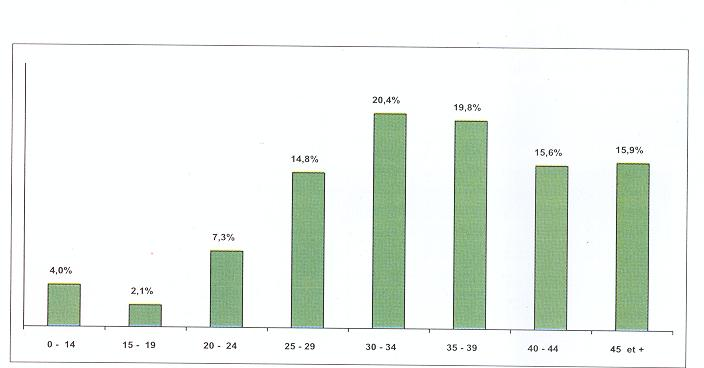 20,4%
19,8%
15,6%
15,9%
14,8%
7,3%
4,0%
2,1%
0 - 14
15 - 19
20 - 24
25 - 29
30 - 34
35 - 39
40 - 44
45 et +